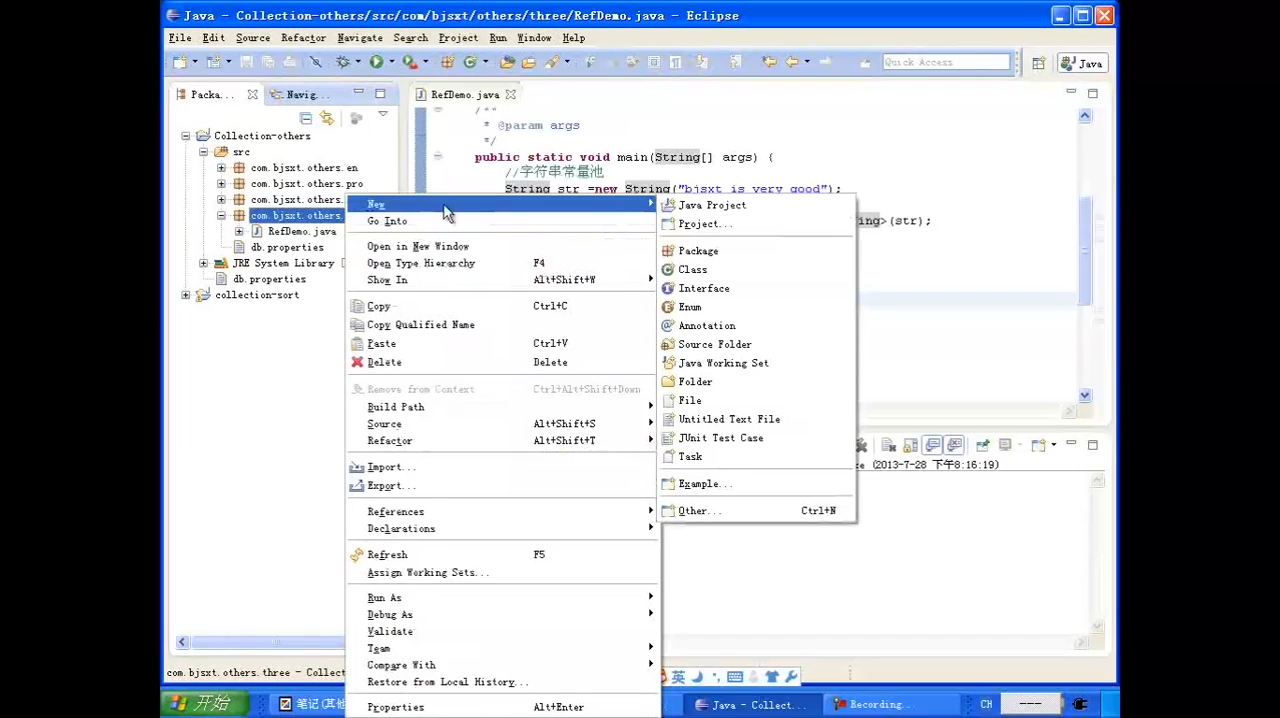 Java - Collection-others/src/com/bjsxt/others/three/RefDemo.java - Eclipse
File Edit Source Refactor Navigate Search Project Run Window Help
Quick Access
Java
Packa...
Navig...
RefDemo.java
Collection-others
src
com.bjsxt.others.en
com.bjsxt.others.pro
com.bjsxt.others.
com.bjsxt.others.
RefDemo.java
db.properties
JRE System Library [
db.properties
collection-sort
/**
* @param args
*/
public static void main(String[] args) {
//字符串常量池
String str =new String("bjsxt is very good");
ing>(str);
New
Go Into
Open in New Window
Open Type Hierarchy F4
Show In Alt+Shift+W
Copy Ctrl+C
Copy Qualified Name
Paste Ctrl+V
Delete Delete
Remove from Context Ctrl+Alt+Shift+Down
Build Path
Source Alt+Shift+S
Refactor Alt+Shift+T
Import...
Export...
References
Declarations
Refresh F5
Assign Working Sets...
Run As
Debug As
Validate
Team
Compare With
Restore from Local History...
Properties Alt+Enter
Java Project
Project...
Package
Class
Interface
Enum
Annotation
Source Folder
Java Working Set
Folder
File
Untitled Text File
JUnit Test Case
Task
Example...
Other... Ctrl+N
(2013-7-28 下午8:16:19)
com.bjsxt.others.three - Collec
英
开始
笔记(其他
Java - Collect...
Recording...
CH